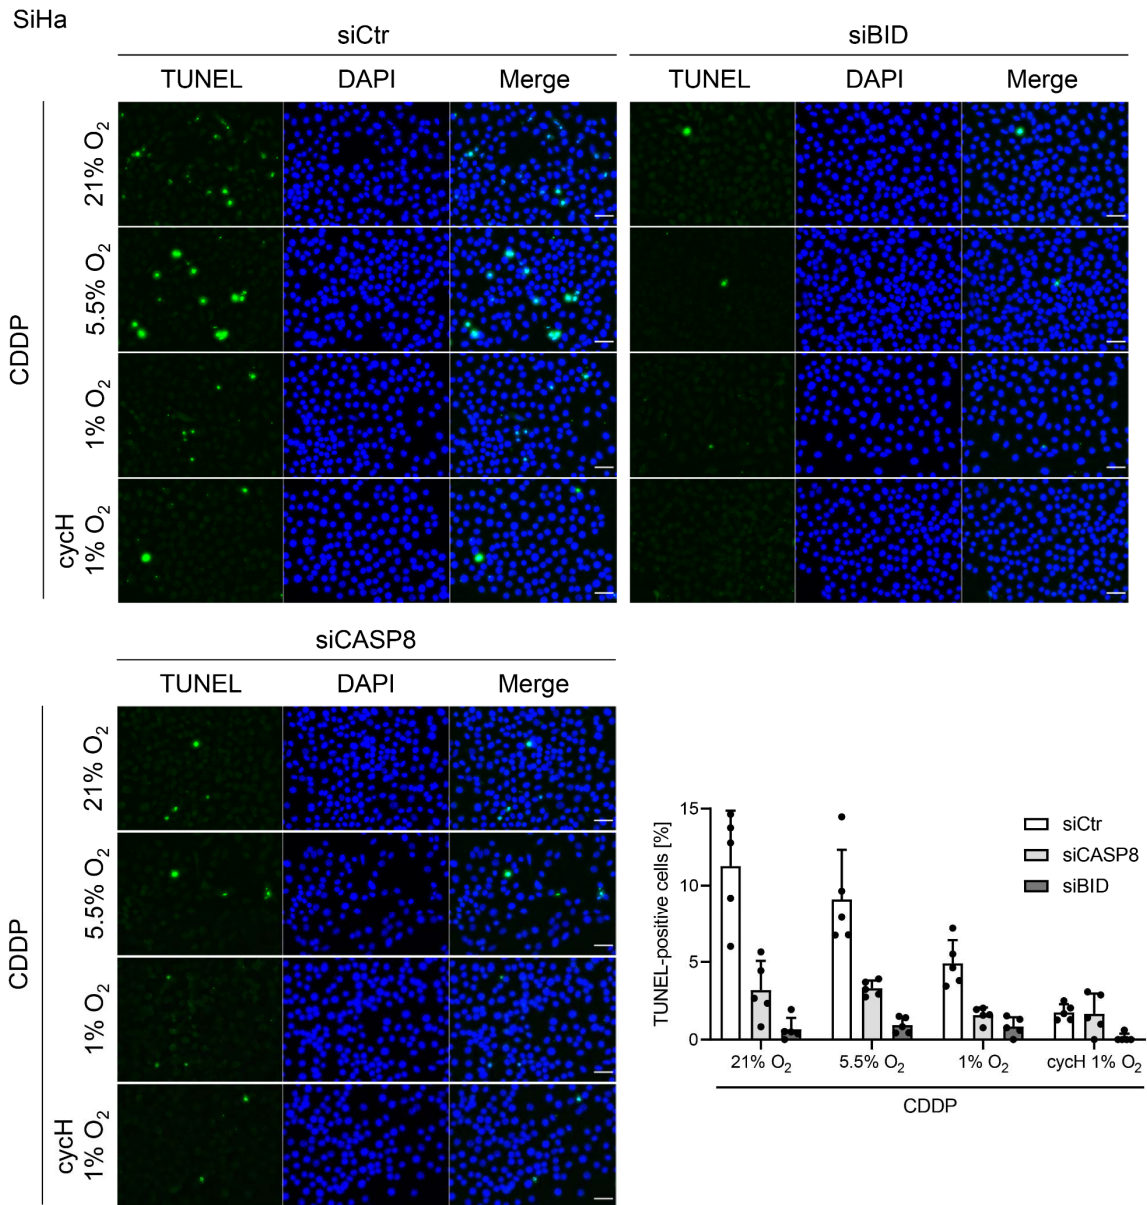 SiHa
siCtr
siBID
TUNEL DAPI Merge TUNEL DAPI Merge
CDDP
21% O₂
5.5% O₂
1% O₂
cycH
1% O₂
siCASP8
TUNEL DAPI Merge
CDDP
21% O₂
5.5% O₂
1% O₂
cycH
1% O₂
TUNEL-positive cells [%]
15
10
5
0
siCtr
siCASP8
siBID
21% O₂ 5.5% O₂ 1% O₂ cycH 1% O₂
CDDP